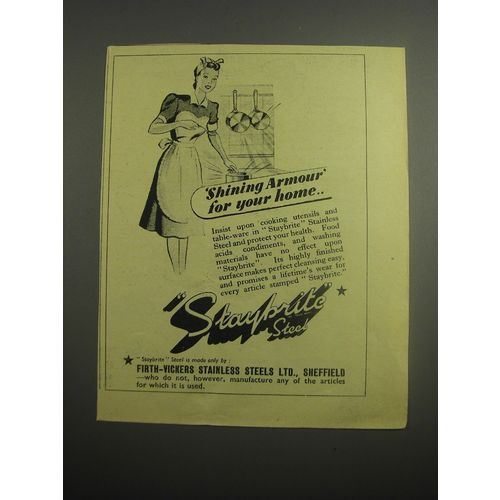 'Shining Armour'
for your home..
Insist upon cooking utensils and
table-ware in "Staybrite" Stainless
Steel and protect your health. Food
acids condiments, and washing
materials have no effect upon
"Staybrite". Its highly finished
surface makes perfect cleansing easy,
and promises a lifetime's wear for
every article stamped "Staybrite."
"Staybrite"
Steel
"Staybrite" Steel is made only by:
FIRTH-VICKERS STAINLESS STEELS LTD., SHEFFIELD
—who do not, however, manufacture any of the articles
for which it is used.